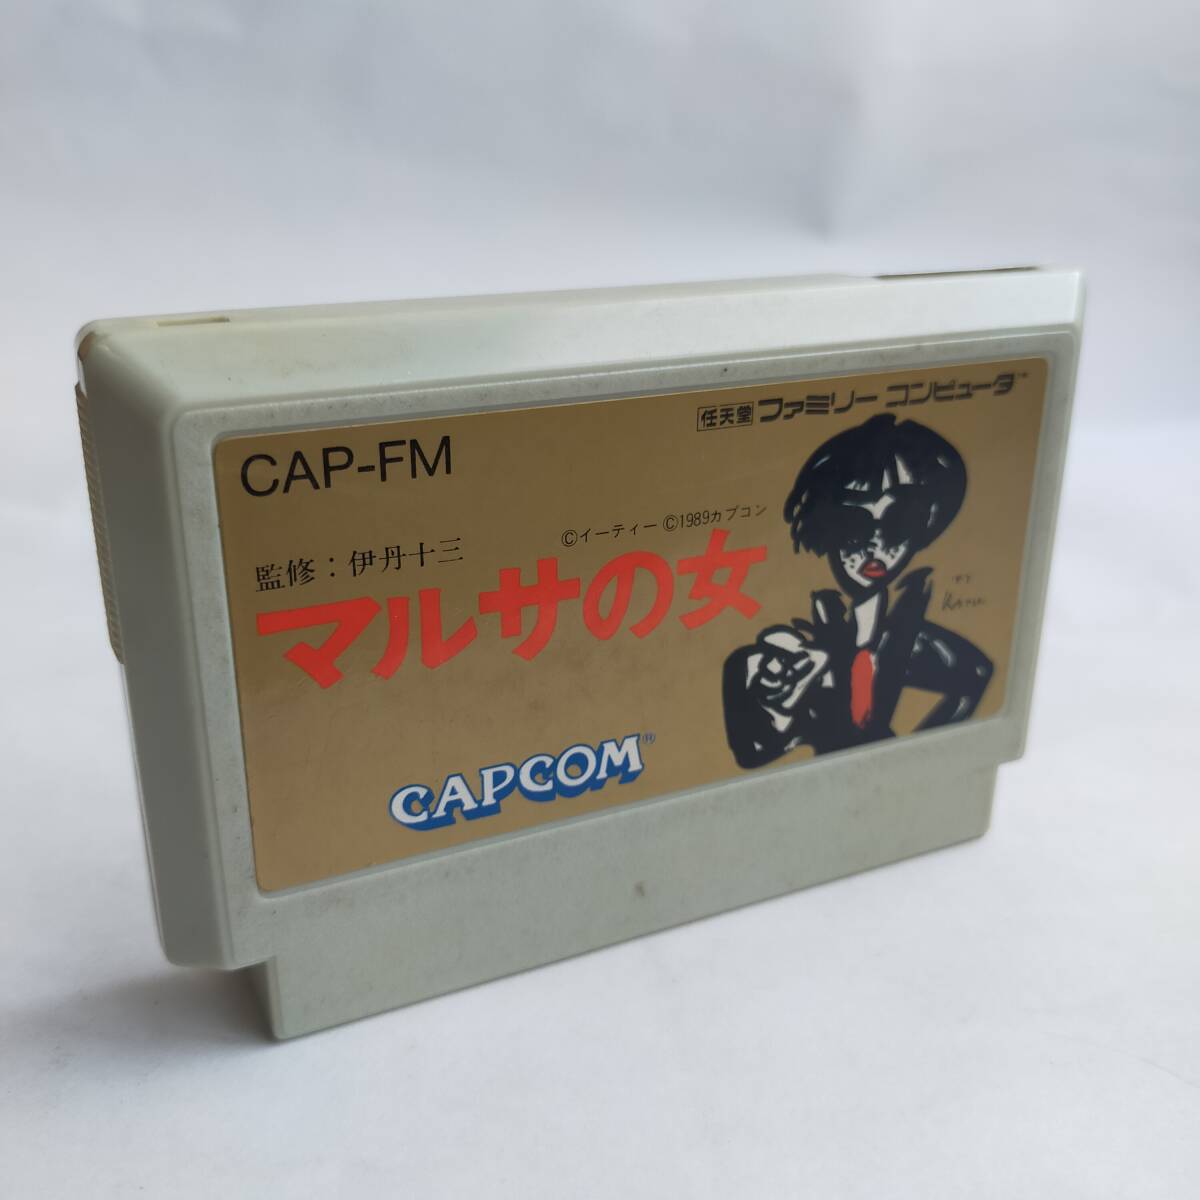 任天堂 ファミリー コンピュータ™
CAP-FM
©イーティー ©1989カプコン
監修：伊丹十三
マルサの女
CAPCOM®